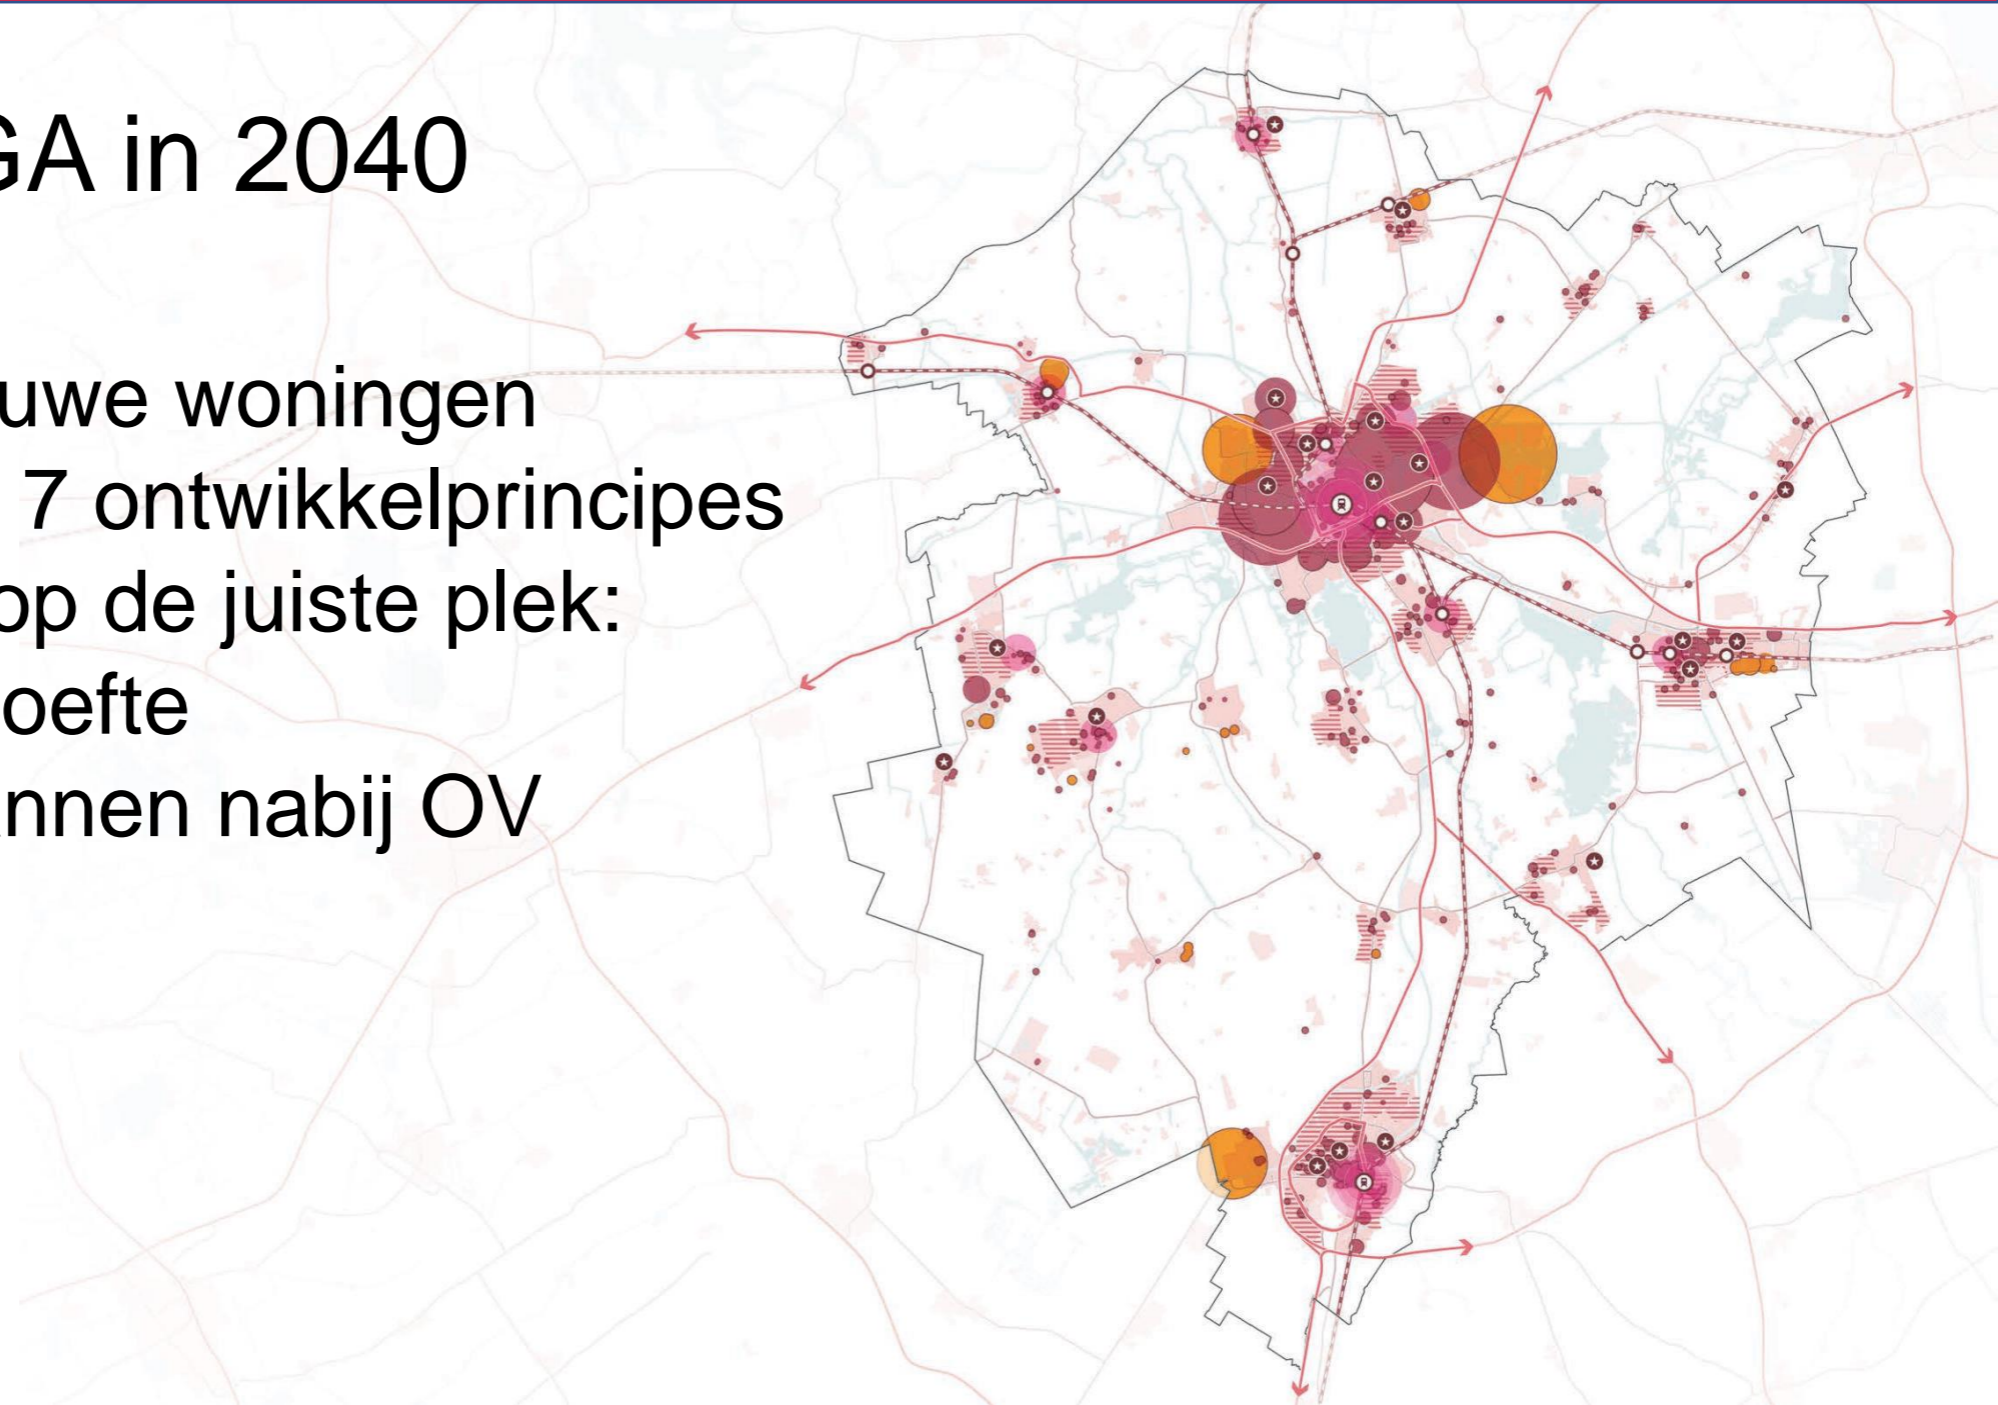 GA in 2040
uwe woningen
7 ontwikkelprincipes
op de juiste plek:
oefte
nnen nabij OV